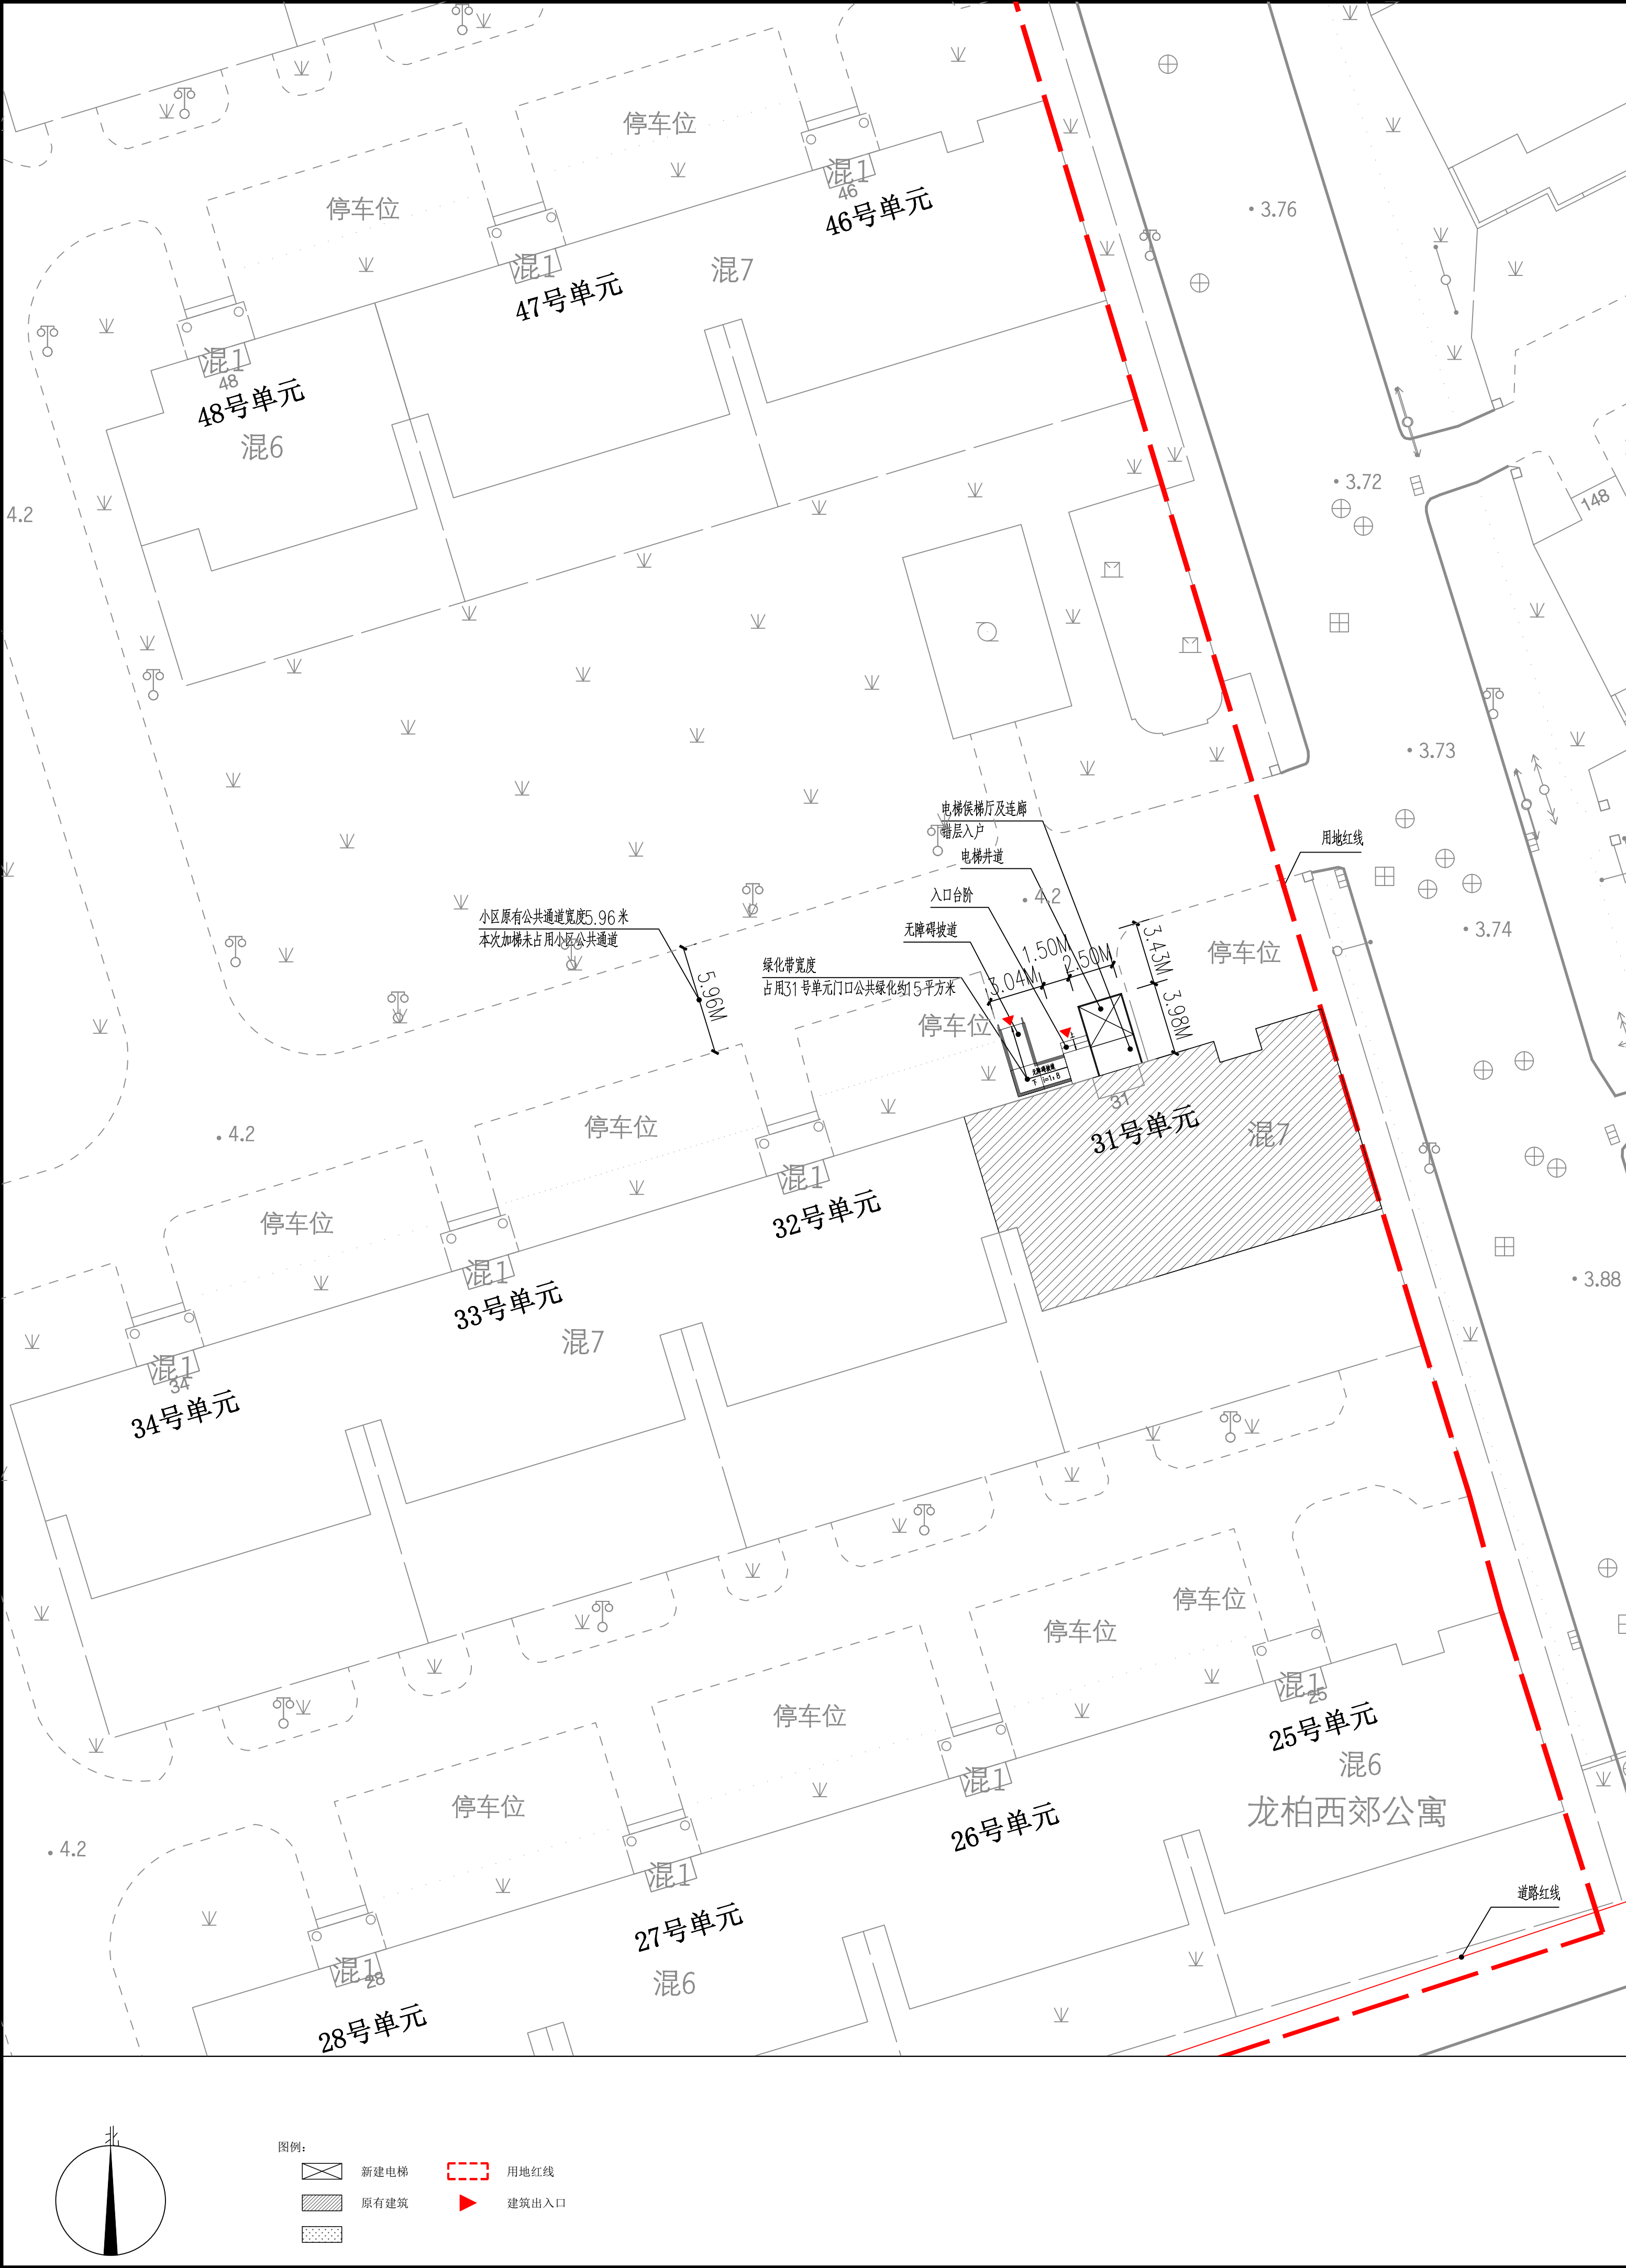 停车位
混1
46
46号单元
停车位
3.76
混1
47号单元
混7
混1
48
48号单元
混6
3.72
148
4.2
3.73
电梯侯梯厅及连廊
错层入户
用地红线
电梯井道
4.2
入口台阶
小区原有公共通道宽度5.96米
本次加梯未占用小区公共通道
无障碍坡道
3.74
1.50M
2.50M
3.43M
停车位
绿化带宽度
占用31号单元门口公共绿化约15平方米
3.04M
5.96M
3.98M
停车位
无障碍坡道
下
i=1:8
31
31号单元
混7
停车位
4.2
混1
32号单元
停车位
混1
33号单元
3.88
混7
混1
34
34号单元
停车位
停车位
混1
25
25号单元
停车位
混6
混1
龙柏西郊公寓
26号单元
停车位
4.2
混1
27号单元
道路红线
混1
28
混6
28号单元
北
图例：
新建电梯
用地红线
原有建筑
建筑出入口